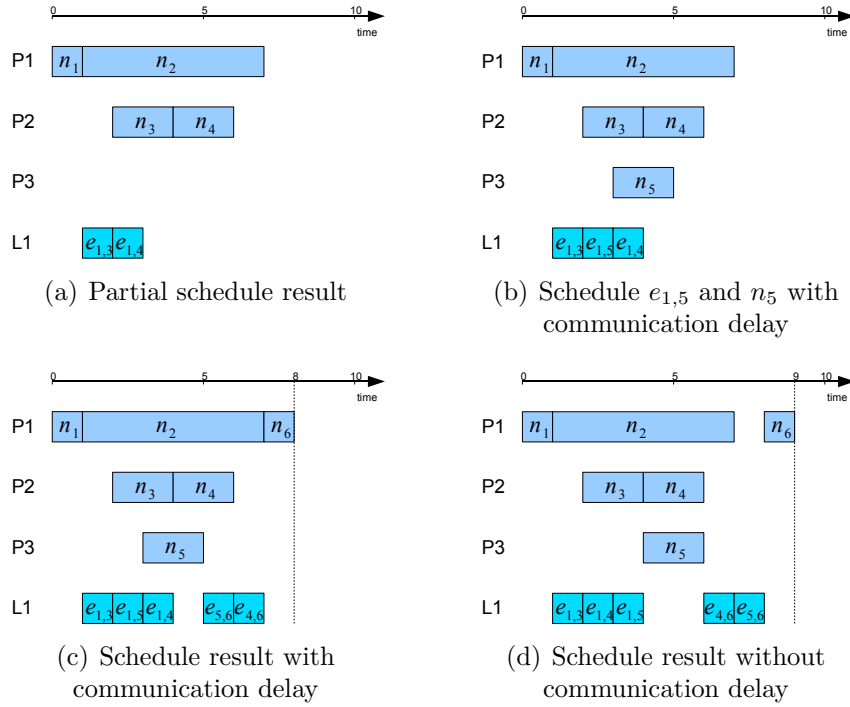 0 5 10
time
P1 n1 n2
P2 n3 n4
P3
L1 e1,3 e1,4
(a) Partial schedule result
0 5 10
time
P1 n1 n2
P2 n3 n4
P3 n5
L1 e1,3 e1,5 e1,4
(b) Schedule e1,5 and n5 with
communication delay
0 5 8 10
time
P1 n1 n2 n6
P2 n3 n4
P3 n5
L1 e1,3 e1,5 e1,4 e5,6 e4,6
(c) Schedule result with
communication delay
0 5 9 10
time
P1 n1 n2 n6
P2 n3 n4
P3 n5
L1 e1,3 e1,4 e1,5 e4,6 e5,6
(d) Schedule result without
communication delay